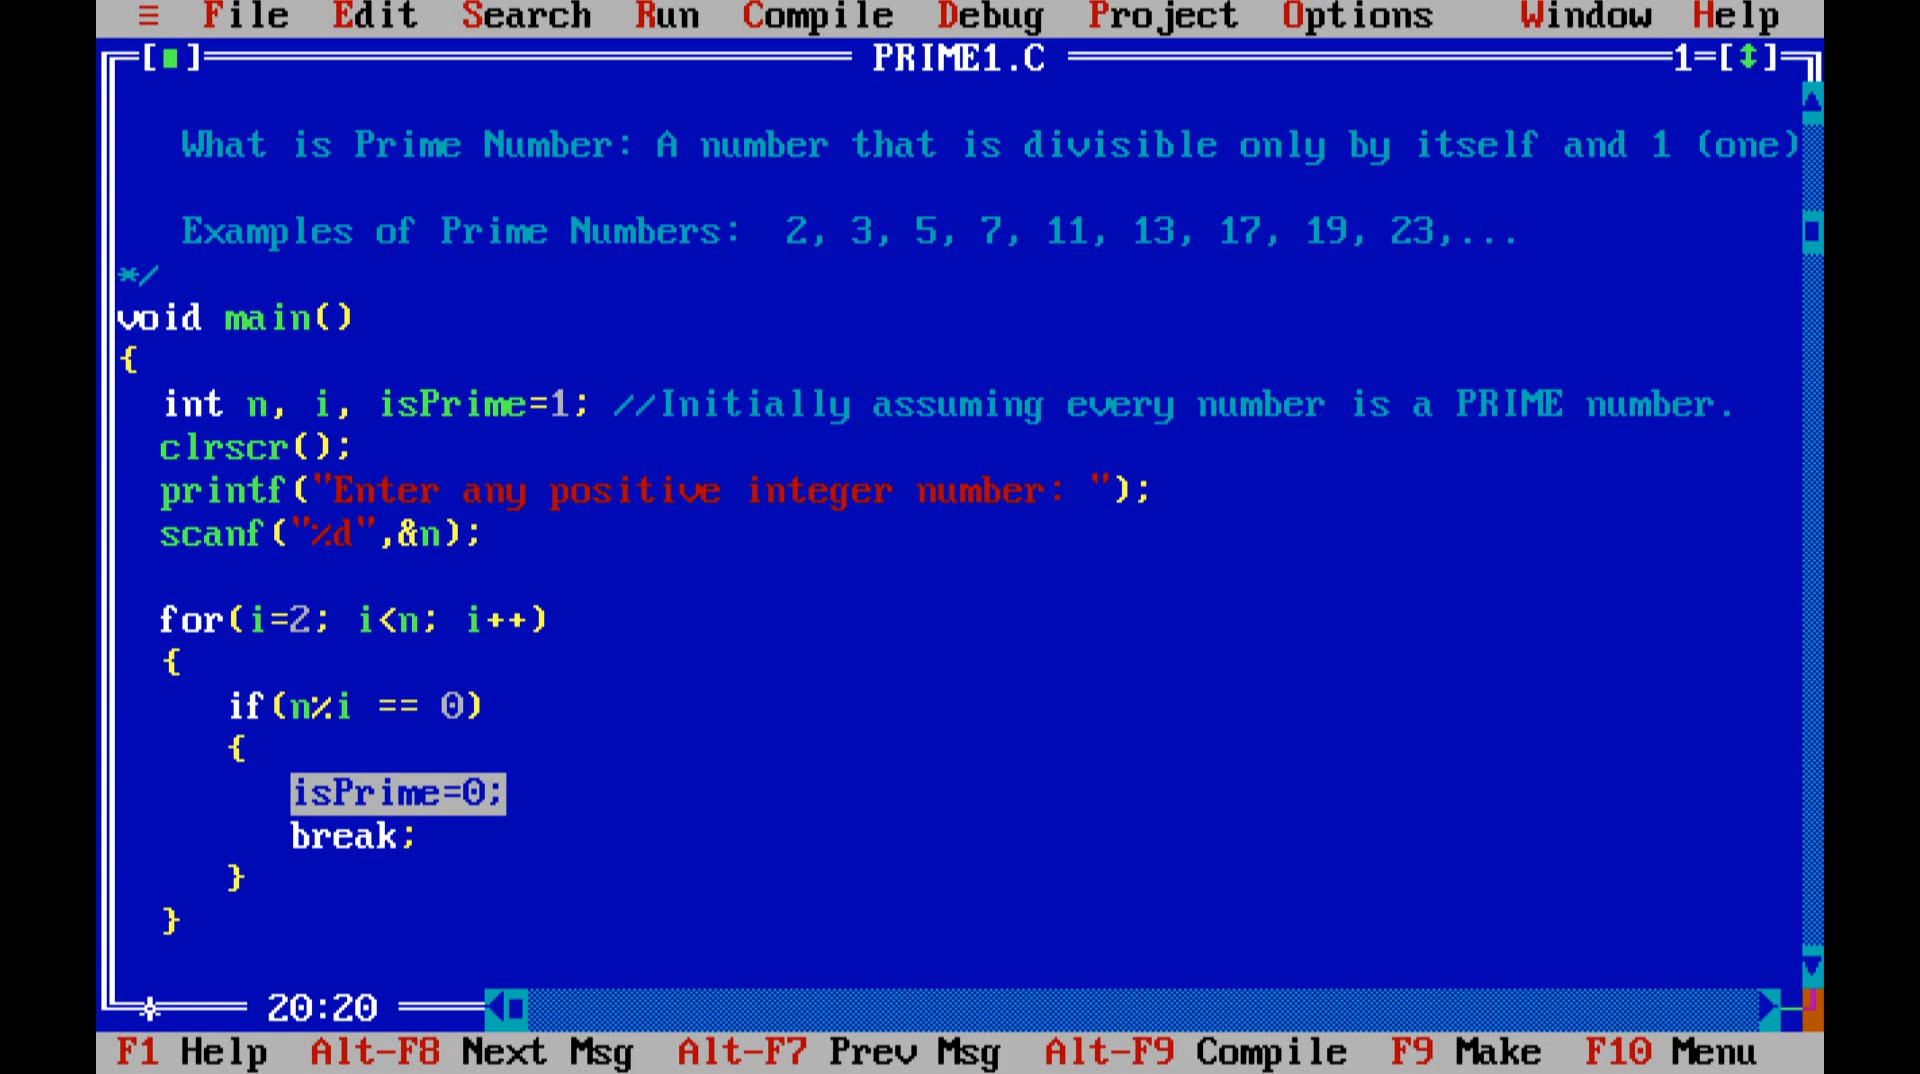 ≡ File Edit Search Run Compile Debug Project Options Window Help
[■] PRIME1.C 1=[↕]
What is Prime Number: A number that is divisible only by itself and 1 (one)
Examples of Prime Numbers: 2, 3, 5, 7, 11, 13, 17, 19, 23,...
*/
void main()
{
int n, i, isPrime=1; //Initially assuming every number is a PRIME number.
clrscr();
printf("Enter any positive integer number: ");
scanf("%d",&n);
for(i=2; i<n; i++)
{
if(n%i == 0)
{
isPrime=0;
break;
}
}
20:20
F1 Help Alt-F8 Next Msg Alt-F7 Prev Msg Alt-F9 Compile F9 Make F10 Menu